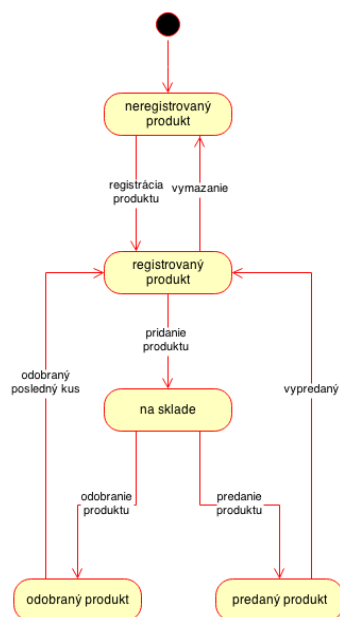 neregistrovaný
produkt
registrácia
produktu
vymazanie
registrovaný
produkt
pridanie
produktu
odobraný
posledný kus
vypredaný
na sklade
odobranie
produktu
predanie
produktu
odobraný produkt
predaný produkt